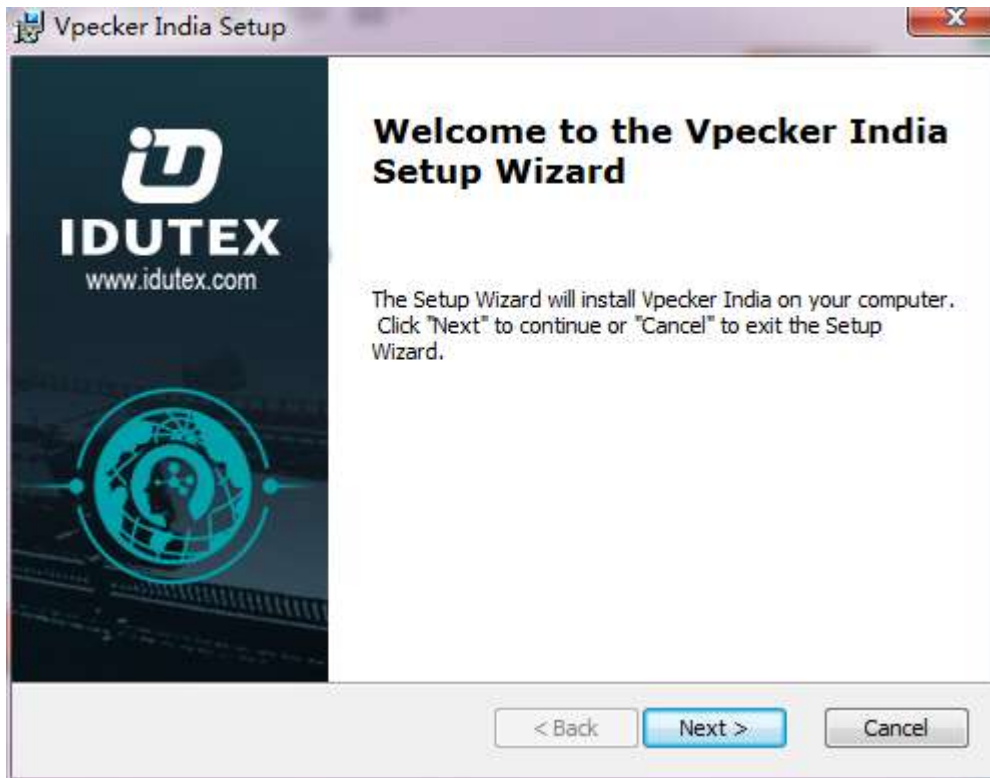 Vpecker India Setup
IDUTEX
www.idutex.com
Welcome to the Vpecker India
Setup Wizard
The Setup Wizard will install Vpecker India on your computer.
Click "Next" to continue or "Cancel" to exit the Setup
Wizard.
< Back
Next >
Cancel